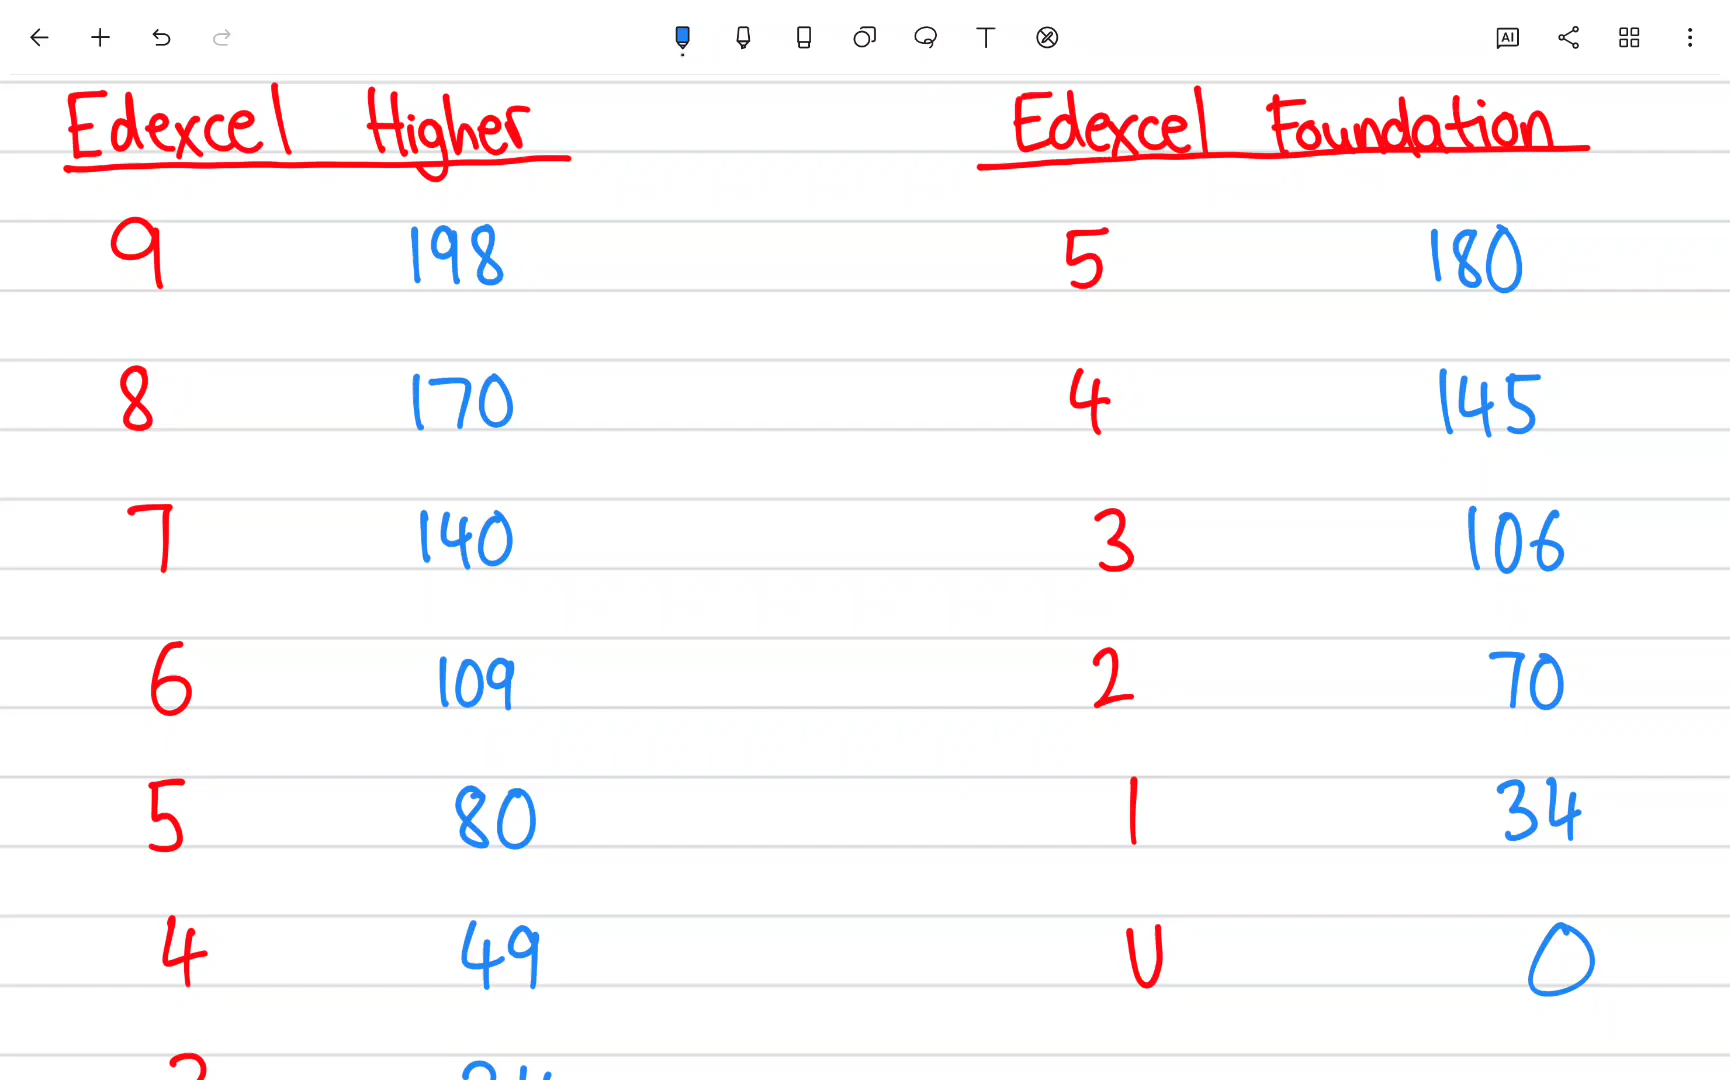 AI
T
Edexcel Higher Edexcel Foundation
9 198 5 180
8 170 4 145
7 140 3 106
6 109 2 70
5 80 1 34
4 49 U 0